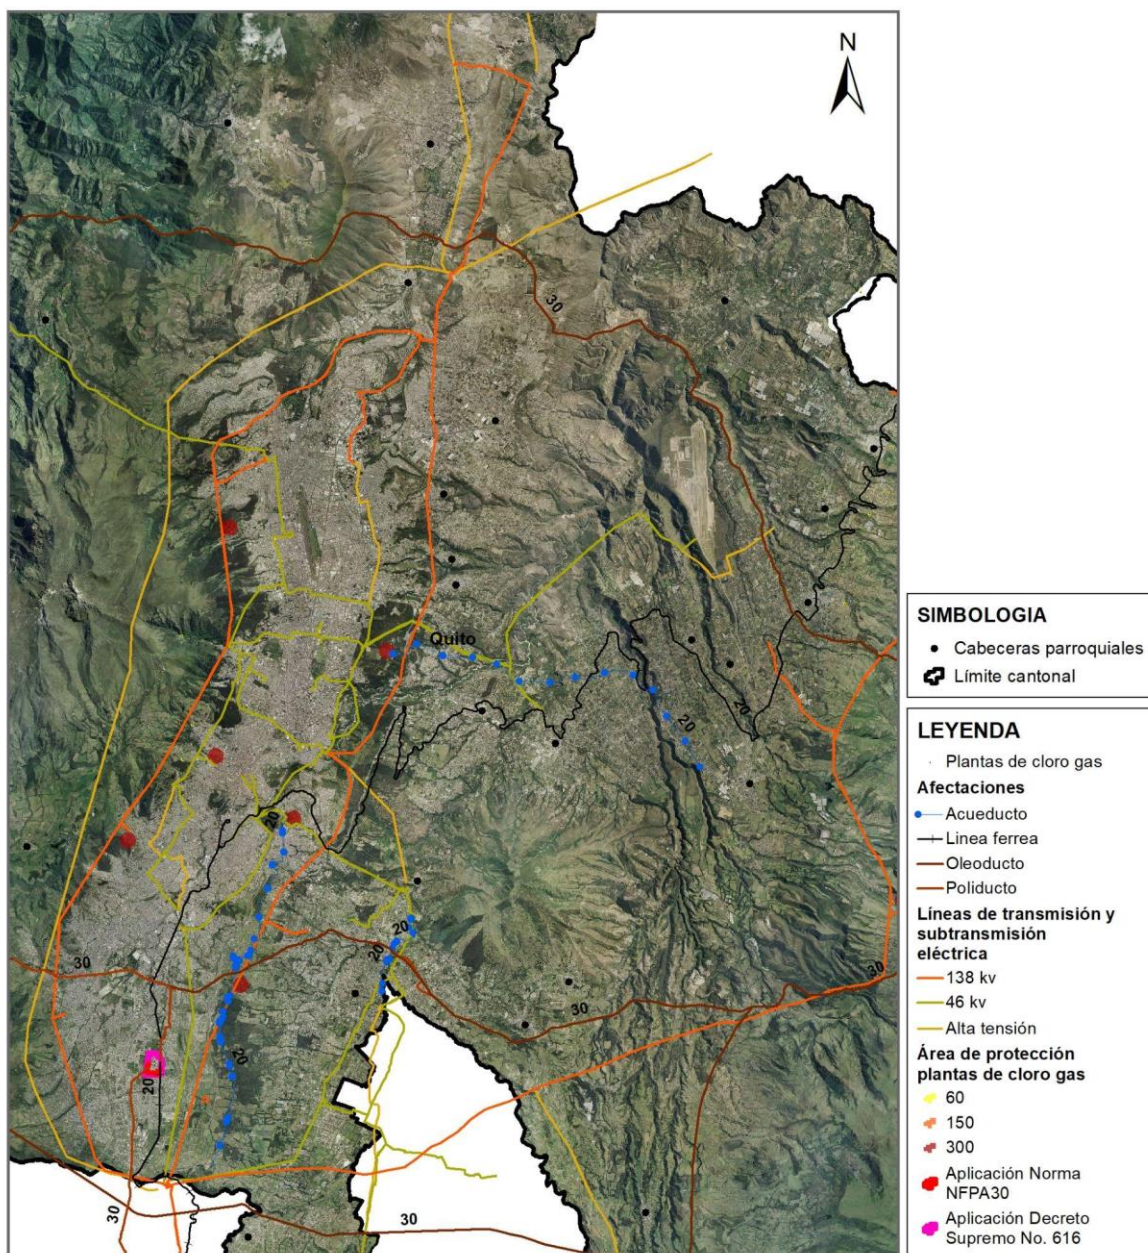 N
30
Quito
20
20
20
20
20
30
30
30
20
20
30
30
SIMBOLOGIA
Cabeceras parroquiales
Límite cantonal
LEYENDA
Plantas de cloro gas
Afectaciones
Acueducto
Linea ferrea
Oleoducto
Poliducto
Líneas de transmisión y
subtransmisión
eléctrica
138 kv
46 kv
Alta tensión
Área de protección
plantas de cloro gas
60
150
300
Aplicación Norma
NFPA30
Aplicación Decreto
Supremo No. 616